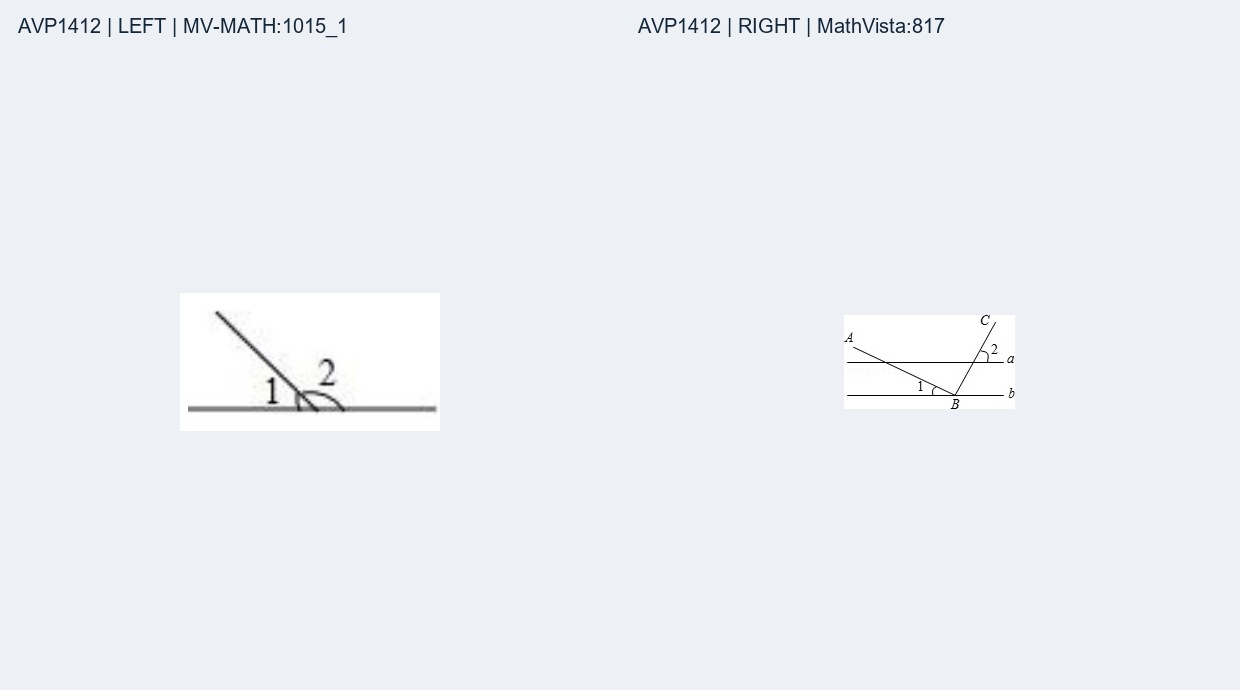 AVP1412 | LEFT | MV-MATH:1015_1
AVP1412 | RIGHT | MathVista:817
1
2
A
C
2
a
1
b
B